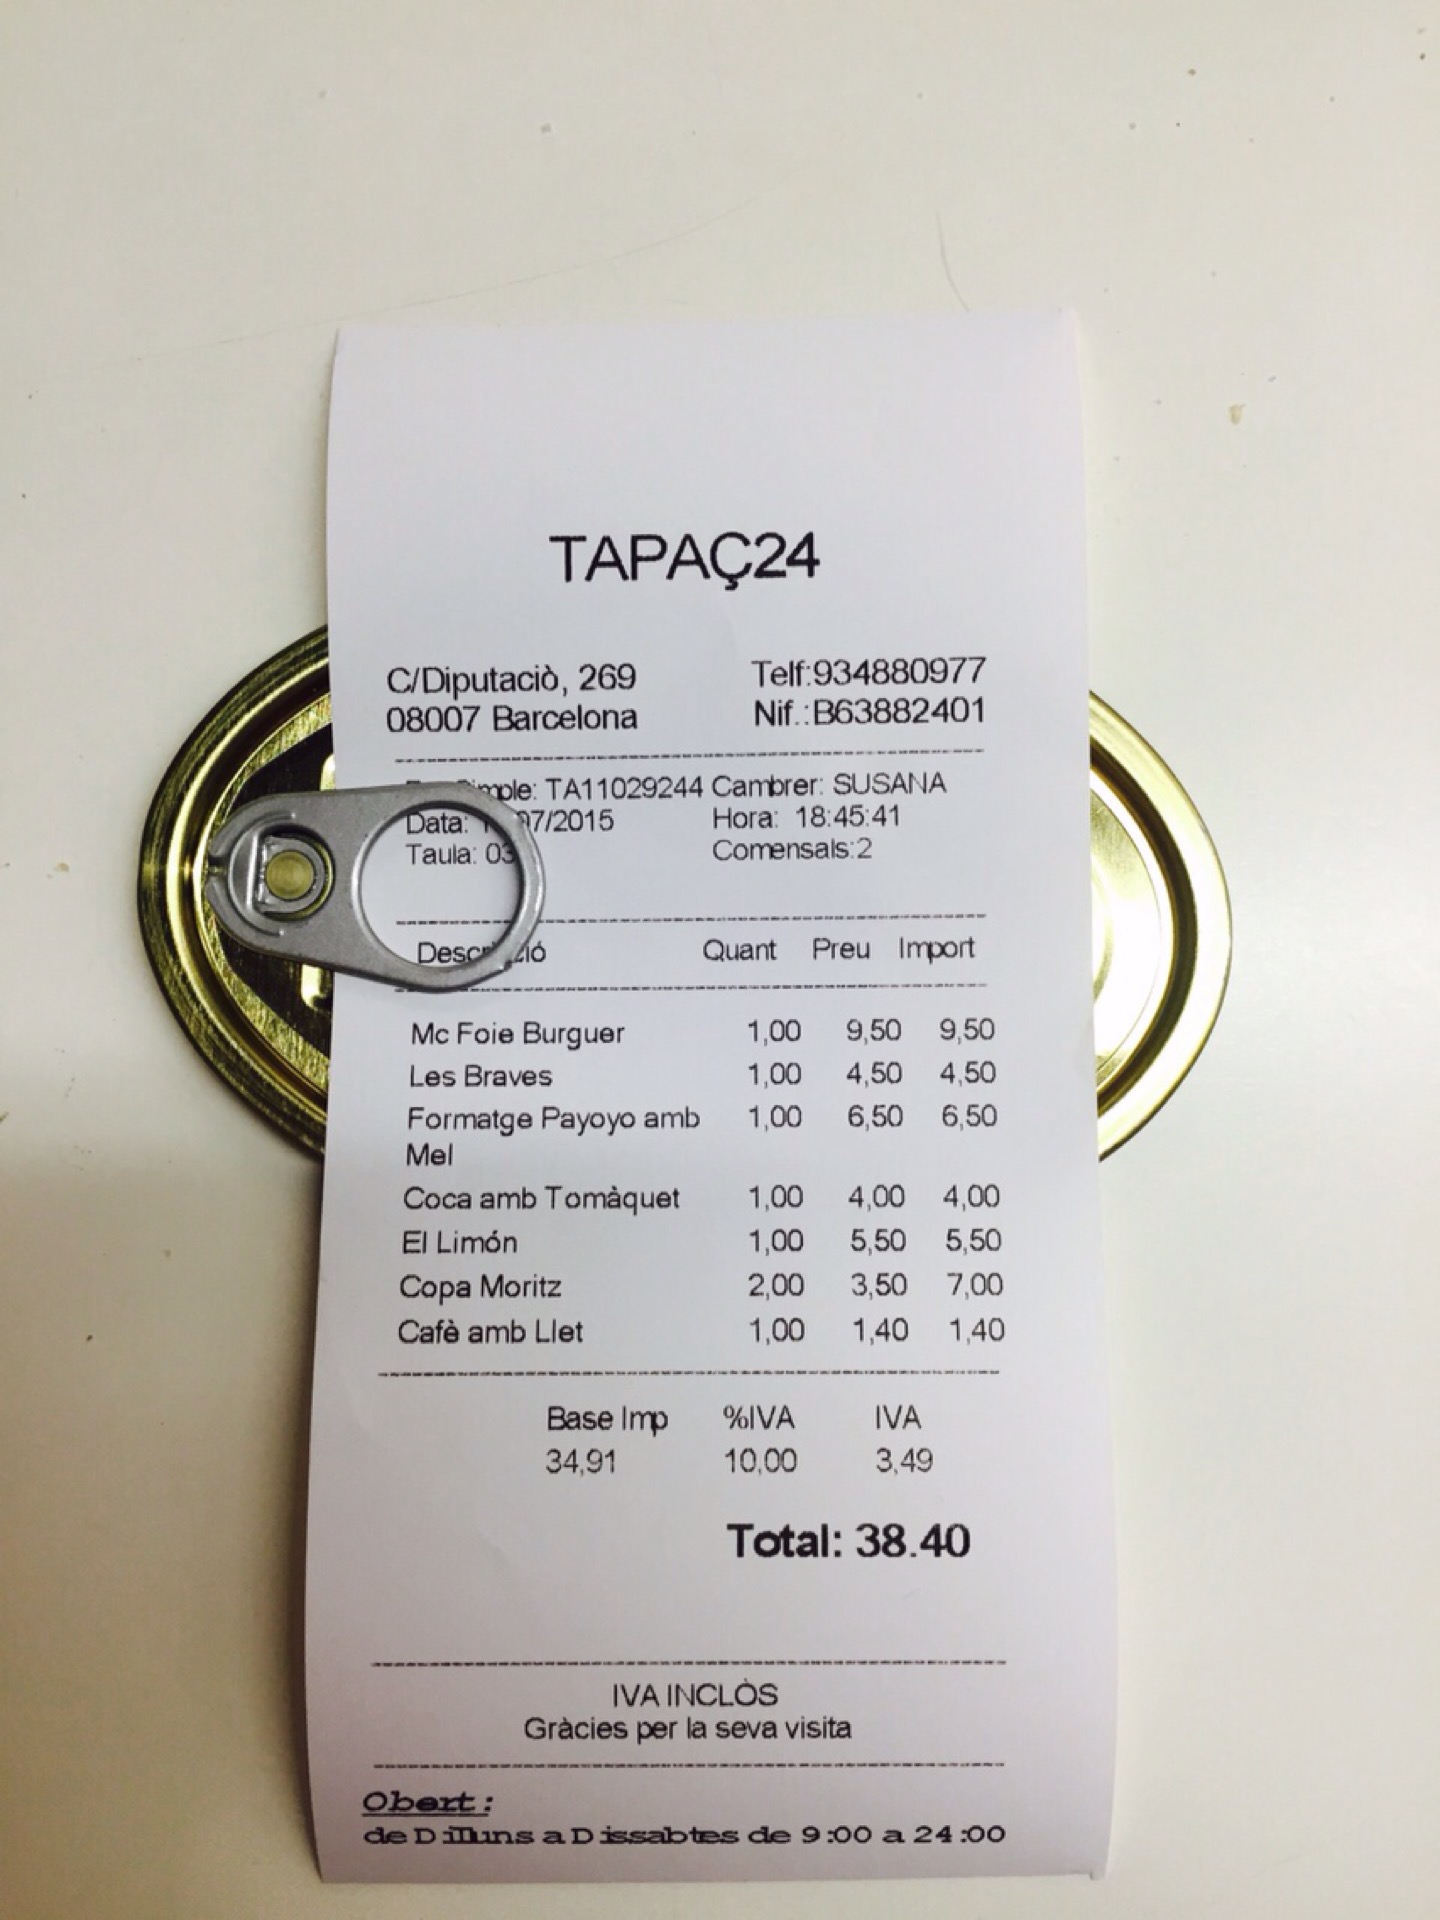 TAPAÇ24
C/Diputaciò, 269 Telf:934880977
08007 Barcelona Nif.:B63882401
TA11029244 Cambrer: SUSANA
Data: 07/2015 Hora: 18:45:41
Taula: 03 Comensals:2
Descripció Quant Preu Import
Mc Foie Burguer 1,00 9,50 9,50
Les Braves 1,00 4,50 4,50
Formatge Payoyo amb 1,00 6,50 6,50
Mel
Coca amb Tomàquet 1,00 4,00 4,00
El Limón 1,00 5,50 5,50
Copa Moritz 2,00 3,50 7,00
Cafè amb Llet 1,00 1,40 1,40
Base Imp %IVA IVA
34,91 10,00 3,49
Total: 38.40
IVA INCLÒS
Gràcies per la seva visita
Obert:
de Dilluns a Dissabtes de 9:00 a 24:00